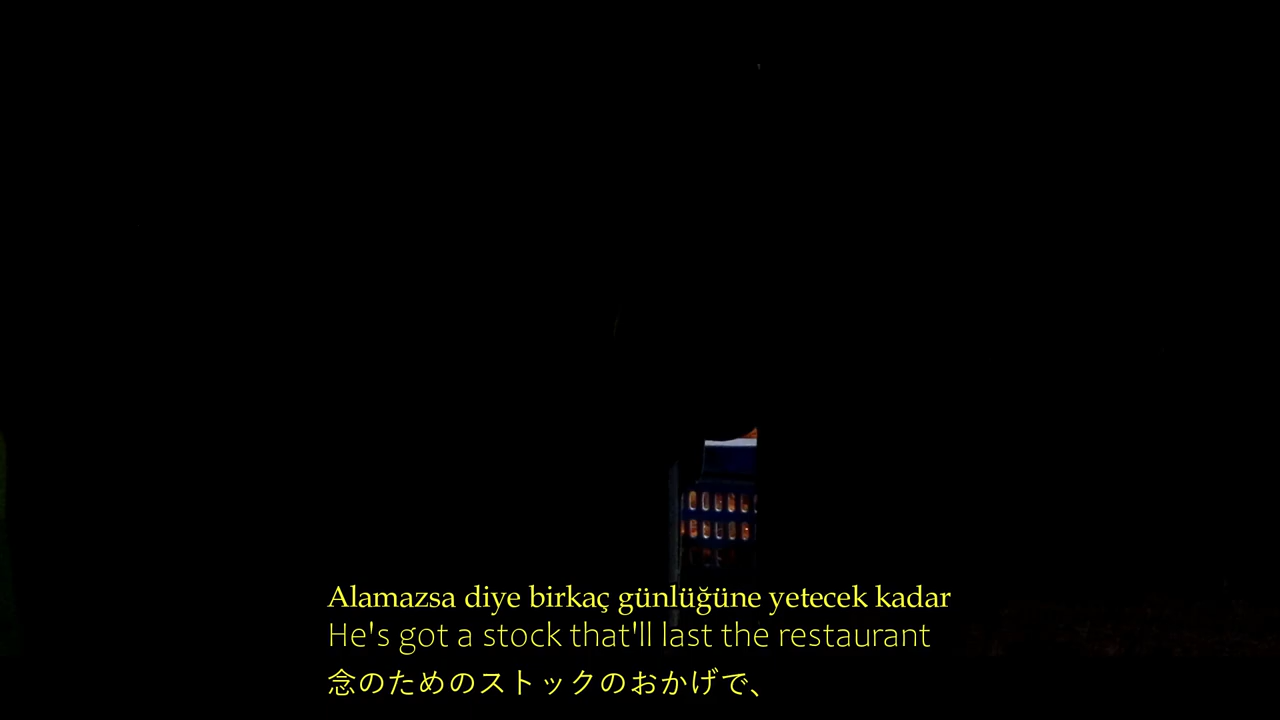 Alamazsa diye birkaç günlüğüne yetecek kadar
He's got a stock that'll last the restaurant
念のためのストックのおかげで、